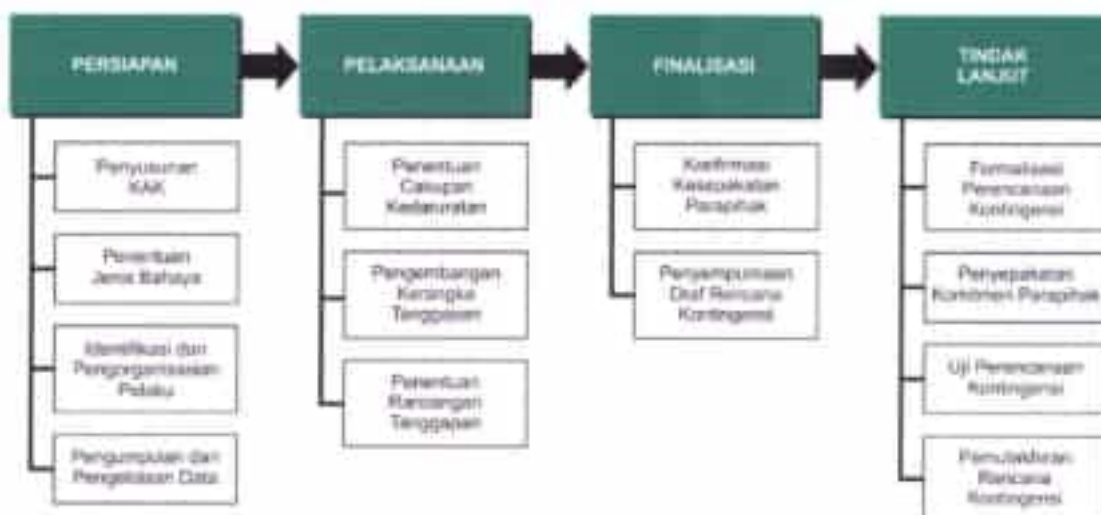 PERSIAPAN
Penyusunan
KAK
Penentuan
Jenis Bahaya
Identifikasi dan
Pengorganisasian
Pelaku
Pengumpulan dan
Pengelolaan Data
PELAKSANAAN
Penentuan
Cakupan
Kedaruratan
Pengembangan
Kerangka
Tanggapan
Penentuan
Rancangan
Tanggapan
FINALISASI
Konfirmasi
Kesepakatan
Parapihak
Penyempurnaan
Draf Rencana
Kontingensi
TINDAK
LANJUT
Formalisasi
Perencanaan
Kontingensi
Penyepakatan
Komitmen Parapihak
Uji Perencanaan
Kontingensi
Pemutakhiran
Rencana
Kontingensi